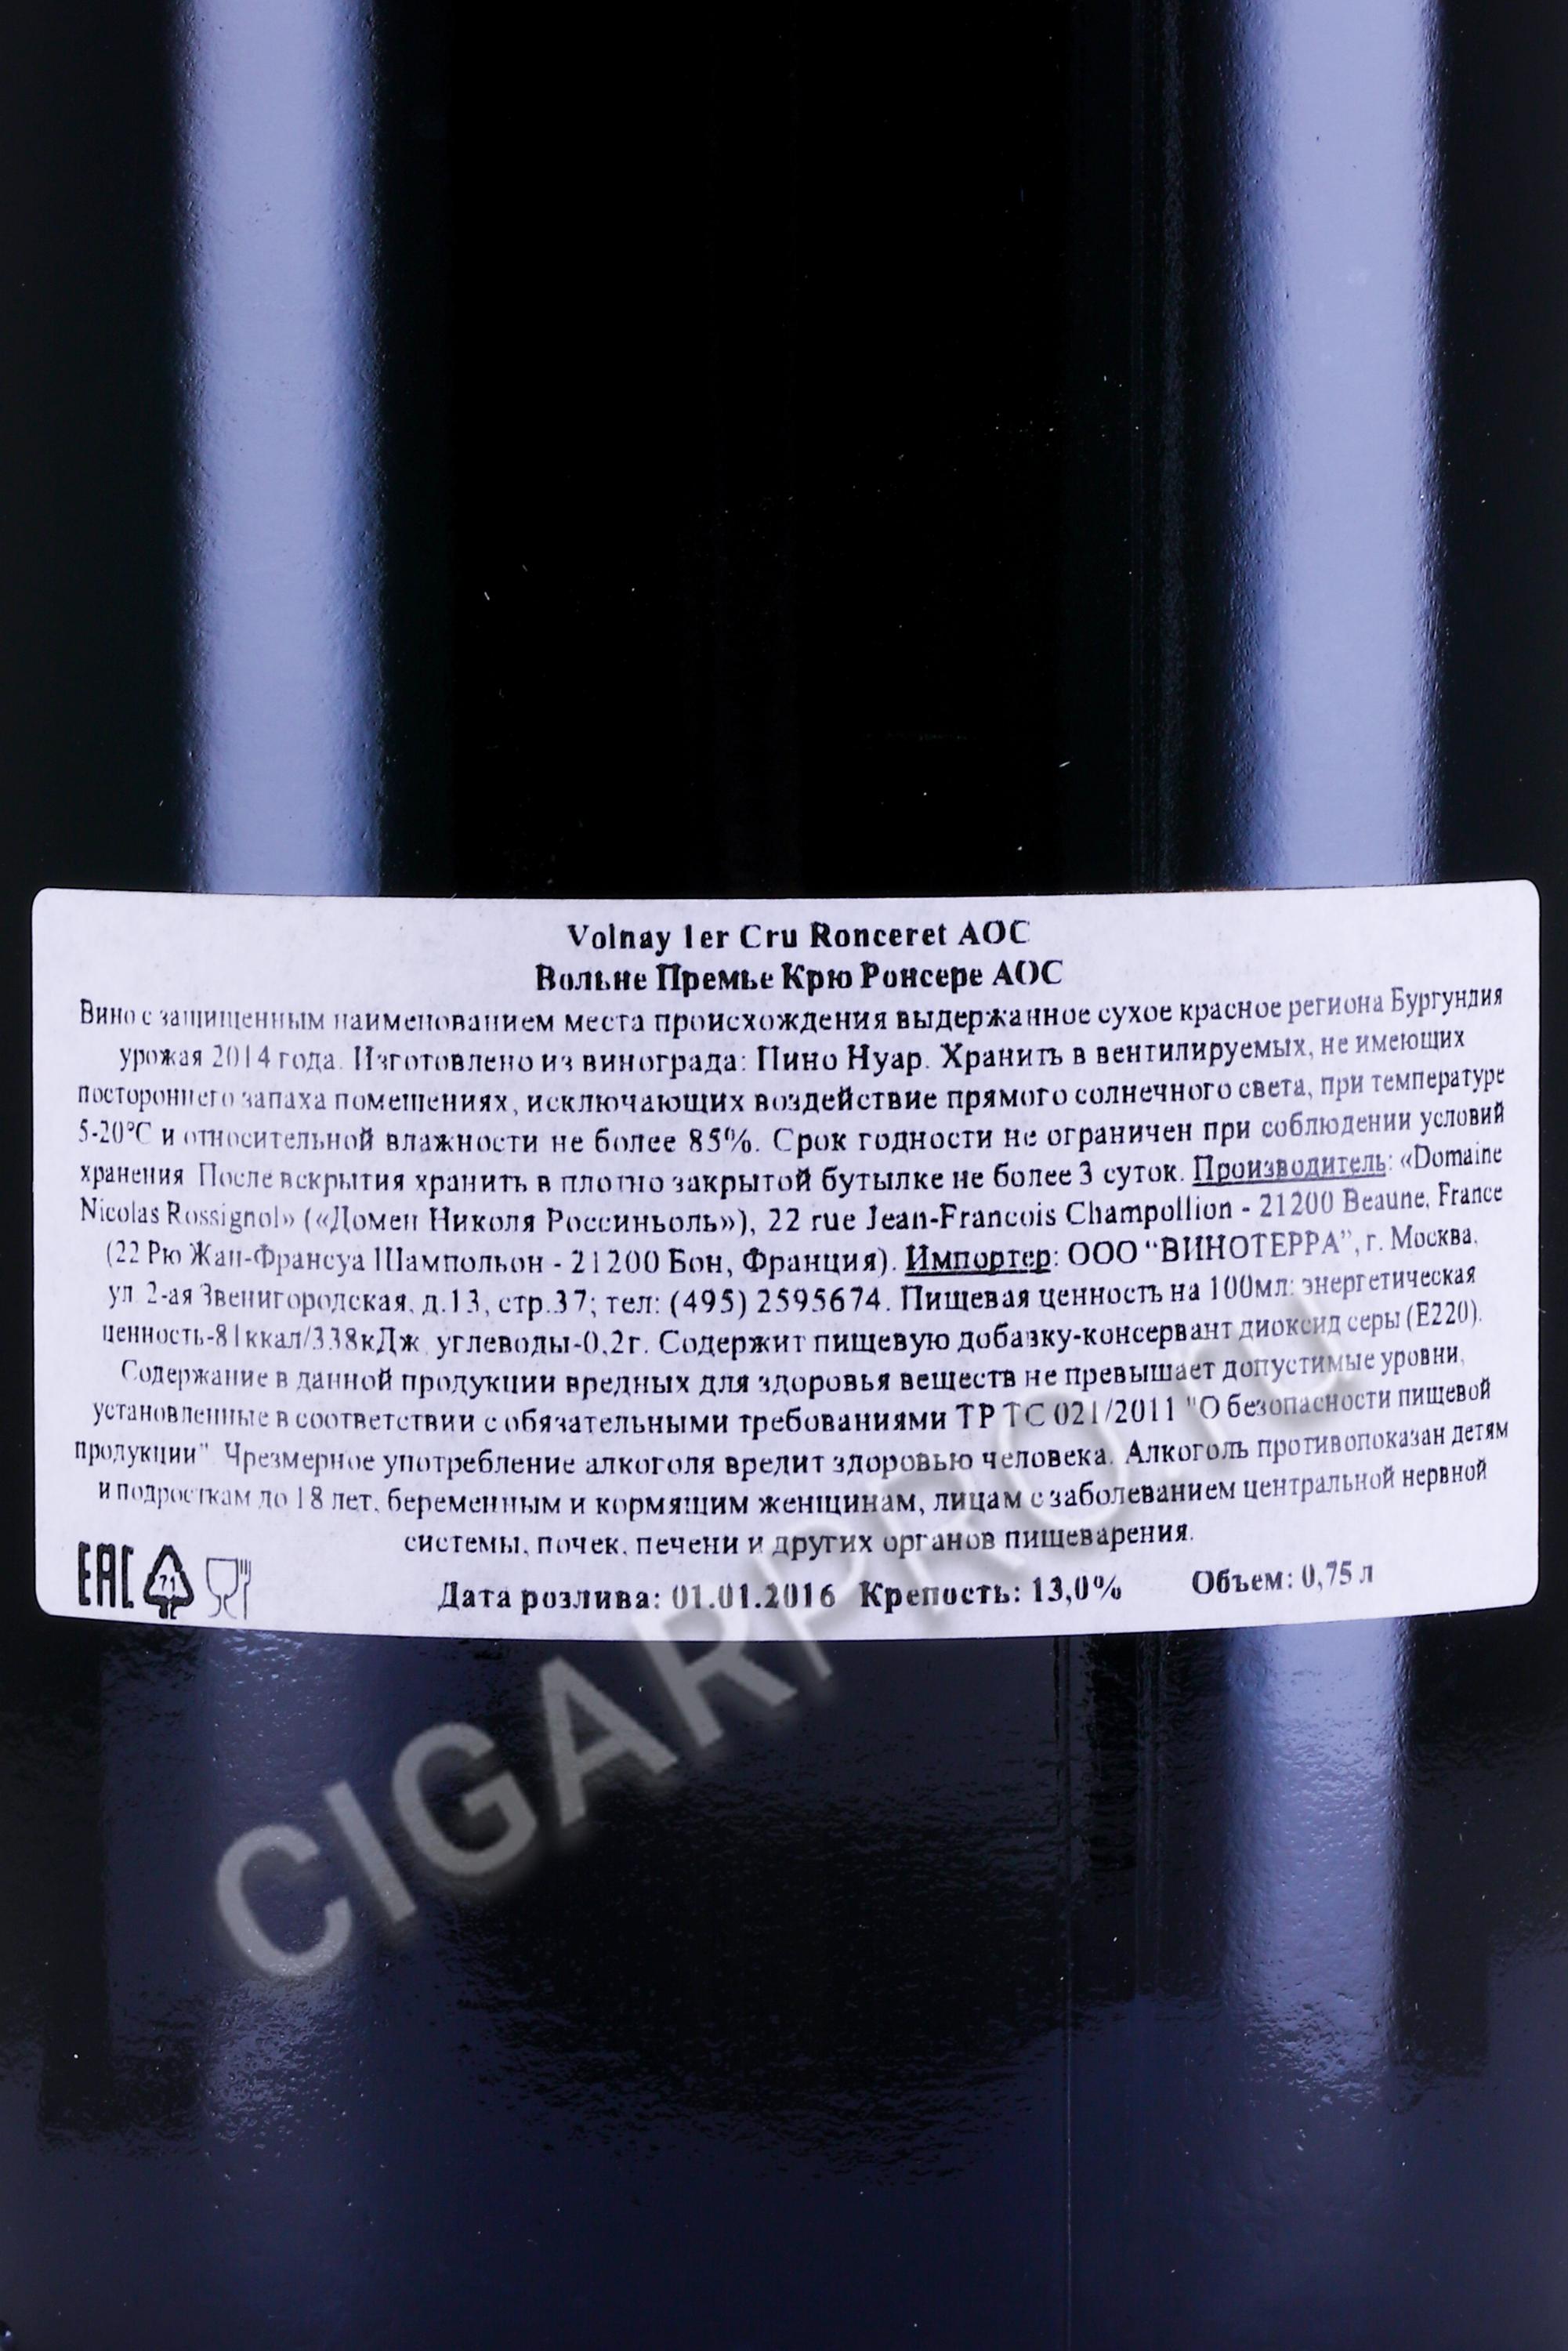 Volnay 1er Cru Ronceret AOC
Вольне Премье Крю Ронсере АОС
Вино с защищенным наименованием места происхождения выдержанное сухое красное региона Бургундия
урожая 2014 года. Изготовлено из винограда: Пино Нуар. Хранить в вентилируемых, не имеющих
постороннего запаха помещениях, исключающих воздействие прямого солнечного света, при температуре
5-20°С и относительной влажности не более 85%. Срок годности не ограничен при соблюдении условий
хранения. После вскрытия хранить в плотно закрытой бутылке не более 3 суток. Производитель: «Domaine
Nicolas Rossignol» («Домен Николя Россиньоль»), 22 rue Jean-Francois Champollion - 21200 Beaune, France
(22 Рю Жан-Франсуа Шампольон - 21200 Бон, Франция). Импортер: ООО “ВИНОТЕРРА”, г. Москва,
ул. 2-ая Звенигородская, д.13, стр.37; тел: (495) 2595674. Пищевая ценность на 100мл: энергетическая
ценность-81ккал/338кДж, углеводы-0,2г. Содержит пищевую добавку-консервант диоксид серы (Е220).
Содержание в данной продукции вредных для здоровья веществ не превышает допустимые уровни,
установленные в соответствии с обязательными требованиями ТР ТС 021/2011 "О безопасности пищевой
продукции". Чрезмерное употребление алкоголя вредит здоровью человека. Алкоголь противопоказан детям
и подросткам до 18 лет, беременным и кормящим женщинам, лицам с заболеванием центральной нервной
системы, почек, печени и других органов пищеварения.
EAC 71 Дата розлива: 01.01.2016 Крепость: 13,0% Объем: 0,75 л
CIGARPRO.ru